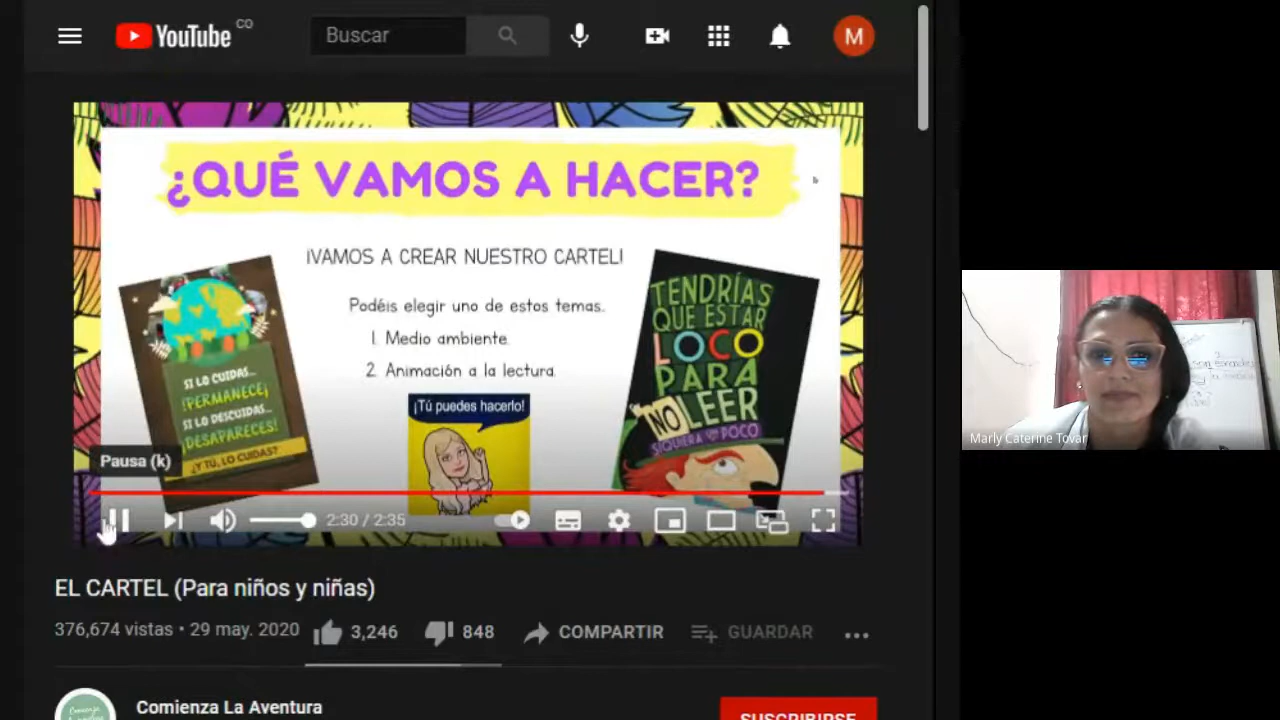 YouTube CO
Buscar
M
¿QUÉ VAMOS A HACER?
¡VAMOS A CREAR NUESTRO CARTEL!
Podéis elegir uno de estos temas.
1. Medio ambiente.
2. Animación a la lectura.
¡Tú puedes hacerlo!
SI LO CUIDAS...
¡PERMANECE!
SI LO DESCUIDAS...
¡DESAPARECES!
¿Y TÚ, LO CUIDAS?
TENDRÍAS
QUE ESTAR
LOCO
PARA
NO LEER
SIQUIERA UN POCO
Pausa (k)
2:30 / 2:35
EL CARTEL (Para niños y niñas)
376,674 vistas • 29 may. 2020
3,246
848
COMPARTIR
GUARDAR
Comienza La Aventura
SUSCRIBIRSE
Marly Caterine Tovar